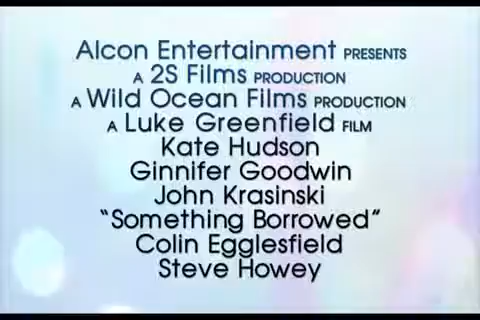 Alcon Entertainment PRESENTS
A 2S Films PRODUCTION
A Wild Ocean Films PRODUCTION
A Luke Greenfield FILM
Kate Hudson
Ginnifer Goodwin
John Krasinski
“Something Borrowed”
Colin Egglesfield
Steve Howey